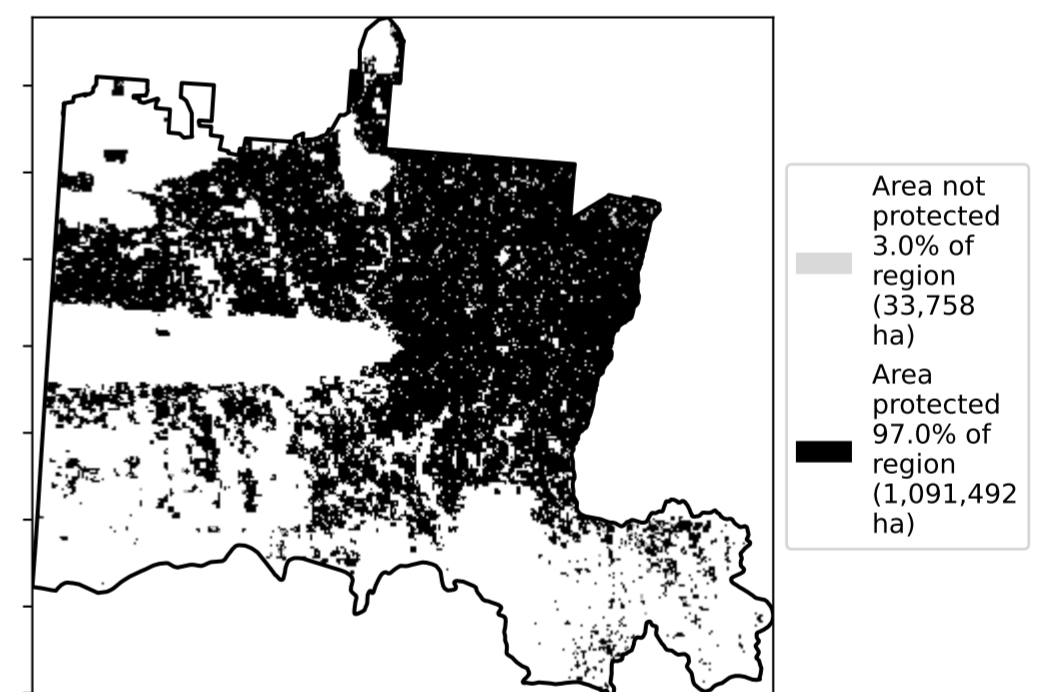 Area not
protected
3.0% of
region
(33,758
ha)
Area
protected
97.0% of
region
(1,091,492
ha)